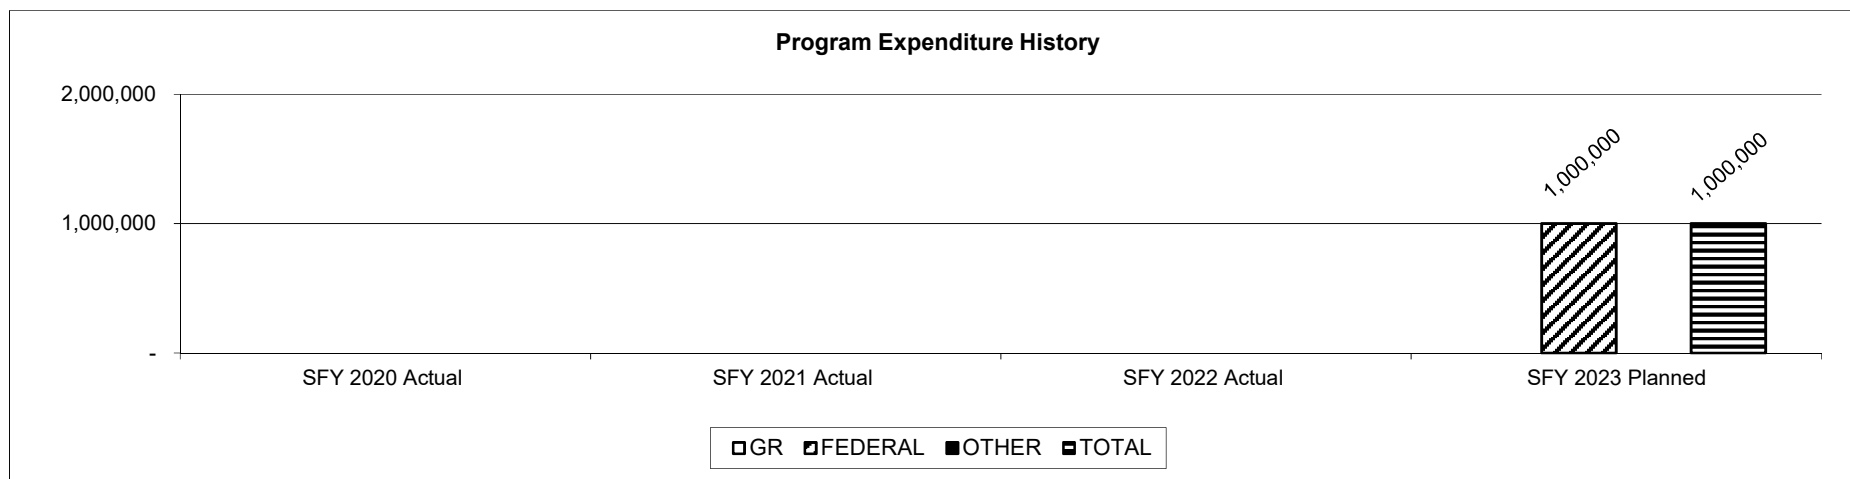 Program Expenditure History
2,000,000
1,000,000
-
1,000,000
1,000,000
SFY 2020 Actual
SFY 2021 Actual
SFY 2022 Actual
SFY 2023 Planned
GR FEDERAL OTHER TOTAL